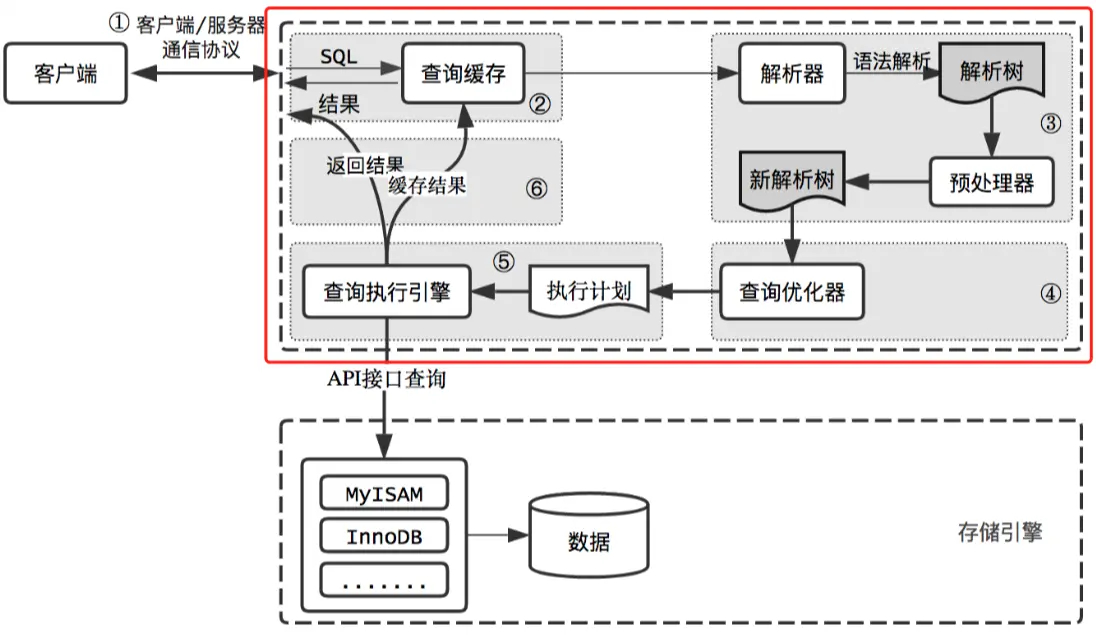 ① 客户端/服务器
通信协议
客户端
SQL
查询缓存
结果
②
解析器
语法解析
解析树
③
返回结果
缓存结果
⑥
新解析树
预处理器
⑤
查询执行引擎
执行计划
查询优化器
④
API接口查询
MyISAM
InnoDB
.......
数据
存储引擎